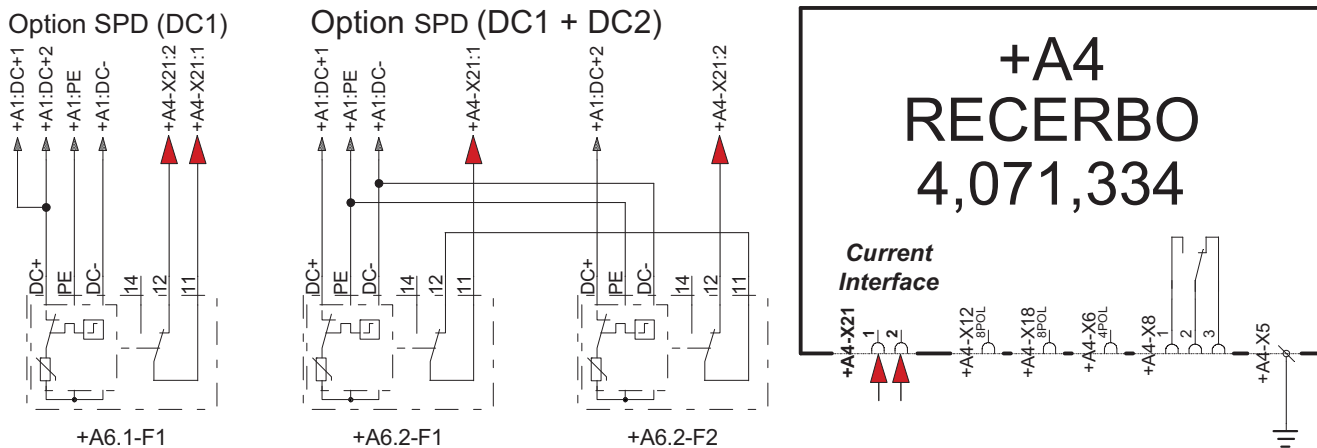 Option SPD (DC1)
+A1:DC+1
+A1:DC+2
+A1:PE
+A1:DC-
+A4-X21:2
+A4-X21:1
DC+
PE
DC-
14
12
11
+A6.1-F1
Option SPD (DC1 + DC2)
+A1:DC+1
+A1:PE
+A1:DC-
+A4-X21:1
+A1:DC+2
+A4-X21:2
DC+
PE
DC-
14
12
11
+A6.2-F1
DC+
PE
DC-
14
12
11
+A6.2-F2
+A4
RECERBO
4,071,334
Current
Interface
+A4-X21
1
2
+A4-X12
8POL
+A4-X18
8POL
+A4-X6
4POL
+A4-X8
1
2
3
+A4-X5